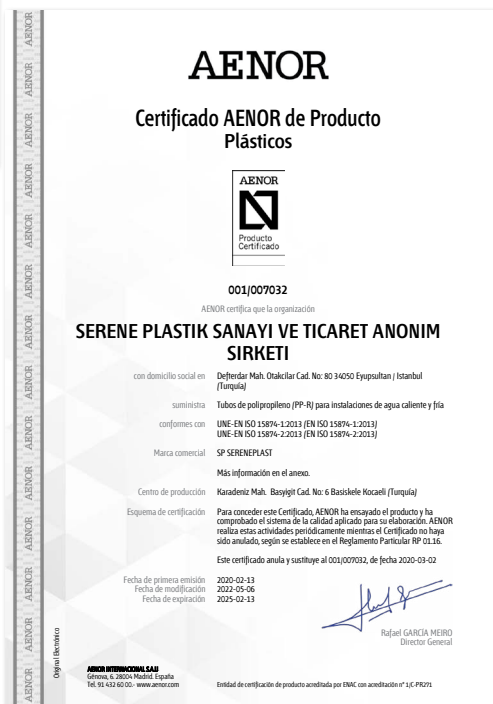 AENOR
Certificado AENOR de Producto
Plásticos
AENOR
Producto
Certificado
001/007032
AENOR certifica que la organización
SERENE PLASTIK SANAYI VE TICARET ANONIM
SIRKETI
con domicilio social en Defterdar Mah. Otakcilar Cad. No: 80 34050 Eyupsultan / Istanbul
(Turquía)
suministra Tubos de polipropileno (PP-R) para instalaciones de agua caliente y fría
conformes con UNE-EN ISO 15874-1:2013 (EN ISO 15874-1:2013)
UNE-EN ISO 15874-2:2013 (EN ISO 15874-2:2013)
Marca comercial SP SERENEPLAST
Más información en el anexo.
Centro de producción Karadeniz Mah. Basyigit Cad. No: 6 Basiskele Kocaeli (Turquía)
Esquema de certificación Para conceder este Certificado, AENOR ha ensayado el producto y ha
comprobado el sistema de la calidad aplicado para su elaboración. AENOR
realiza estas actividades periódicamente mientras el Certificado no haya
sido anulado, según se establece en el Reglamento Particular RP 01.16.
Este certificado anula y sustituye al 001/007032, de fecha 2020-03-02
Fecha de primera emisión 2020-02-13
Fecha de modificación 2022-05-06
Fecha de expiración 2025-02-13
Rafael GARCÍA MEIRO
Director General
Original Electrónico
AENOR INTERNACIONAL S.A.U.
Génova, 6. 28004 Madrid. España
Tel. 91 432 60 00.- www.aenor.com
Entidad de certificación de producto acreditada por ENAC con acreditación n° 1/C-PR271
AENOR AENOR AENOR AENOR AENOR AENOR AENOR AENOR AENOR AENOR